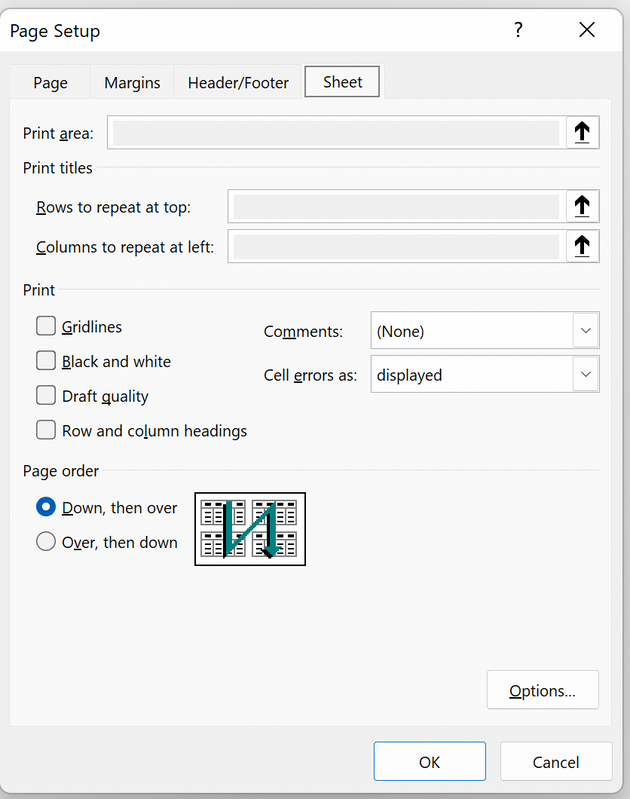 Page Setup ?
Page Margins Header/Footer Sheet
Print area:
Print titles
Rows to repeat at top:
Columns to repeat at left:
Print
Gridlines
Comments: (None)
Black and white
Cell errors as: displayed
Draft quality
Row and column headings
Page order
Down, then over
Over, then down
Options...
OK Cancel